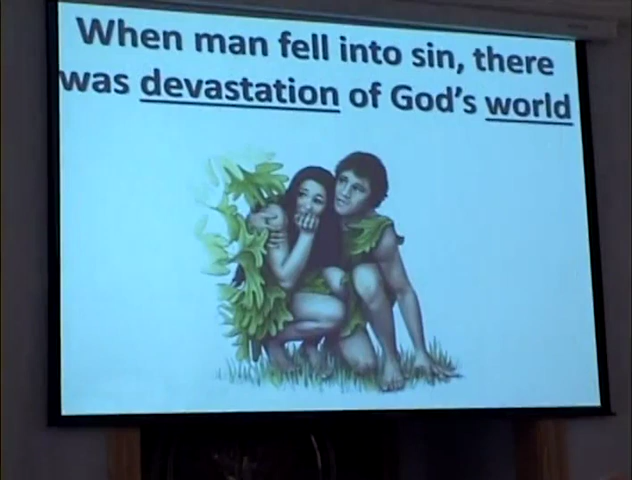 When man fell into sin, there
was devastation of God's world